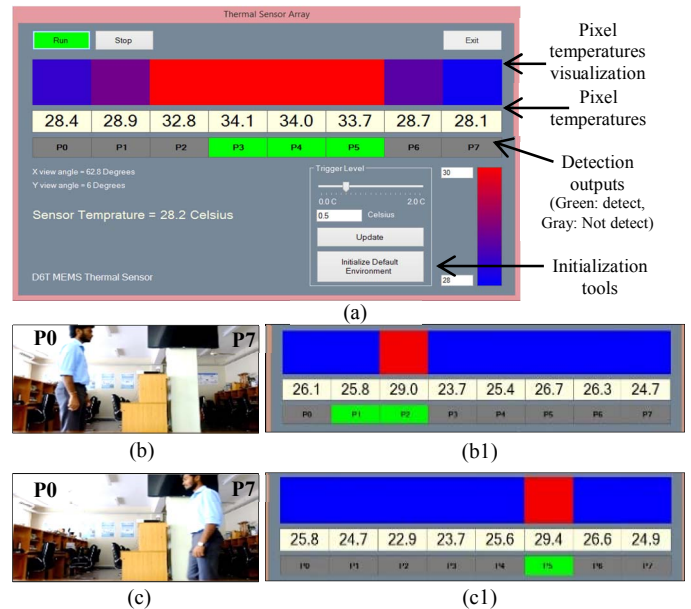 Thermal Sensor Array
Run Stop Exit
28.4 28.9 32.8 34.1 34.0 33.7 28.7 28.1
P0 P1 P2 P3 P4 P5 P6 P7
X view angle = 62.8 Degrees
Y view angle = 6 Degrees
Sensor Temprature = 28.2 Celsius
D6T MEMS Thermal Sensor
Trigger Level
0.0 C 2.0 C
0.5 Celsius
Update
Initialize Default
Environment
30
28
Pixel
temperatures
visualization
Pixel
temperatures
Detection
outputs
(Green: detect,
Gray: Not detect)
Initialization
tools
(a)
P0 P7
26.1 25.8 29.0 23.7 25.4 26.7 26.3 24.7
P0 P1 P2 P3 P4 P5 P6 P7
(b) (b1)
P0 P7
25.8 24.7 22.9 23.7 25.6 29.4 26.6 24.9
P0 P1 P2 P3 P4 P5 P6 P7
(c) (c1)